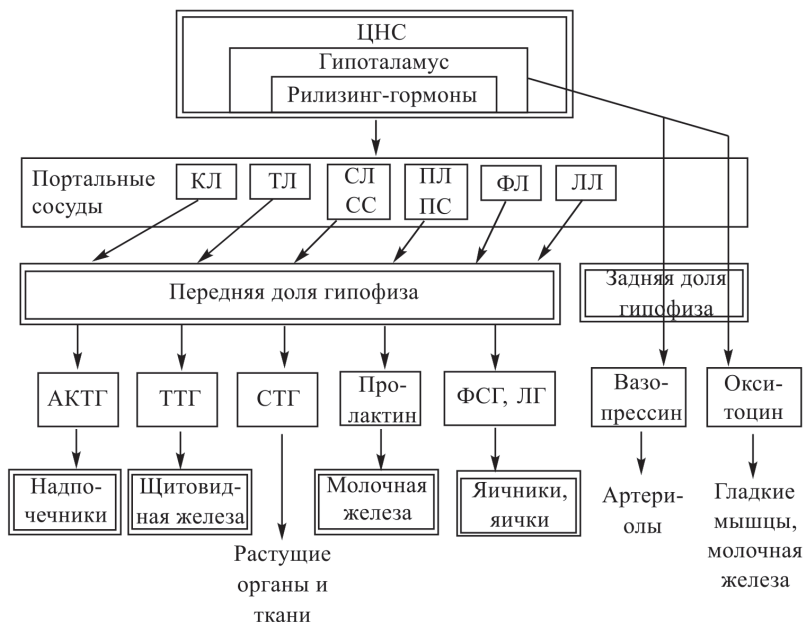 ЦНС
Гипоталамус
Рилизинг-гормоны
Портальные
сосуды
КЛ
ТЛ
СЛ
СС
ПЛ
ПС
ФЛ
ЛЛ
Передняя доля гипофиза
Задняя доля
гипофиза
АКТГ
ТТГ
СТГ
Про-
лактин
ФСГ, ЛГ
Вазо-
прессин
Окси-
тоцин
Надпо-
чечники
Щитовид-
ная железа
Растущие
органы и
ткани
Молочная
железа
Яичники,
яички
Артери-
олы
Гладкие
мышцы,
молочная
железа